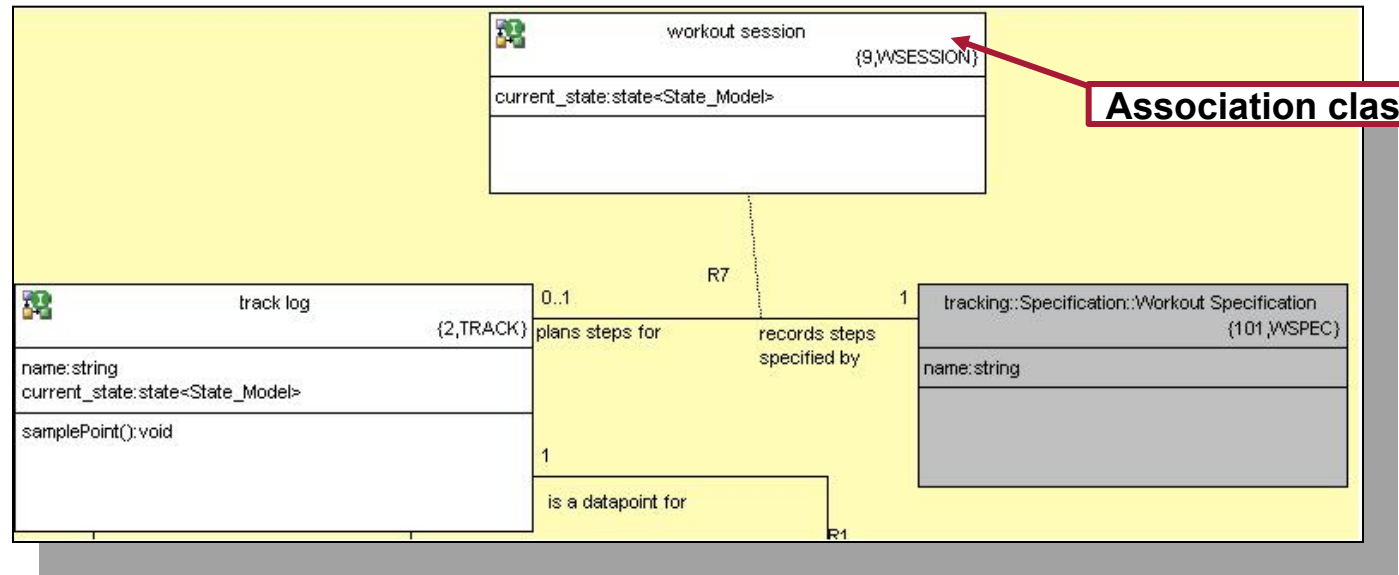 workout session
{9,WSESSION}
current_state:state<State_Model>
Association clas
R7
track log
{2,TRACK}
name:string
current_state:state<State_Model>
samplePoint():void
0..1
1
plans steps for
records steps
specified by
tracking::Specification::Workout Specification
{101,WSPEC}
name:string
1
is a datapoint for
R1